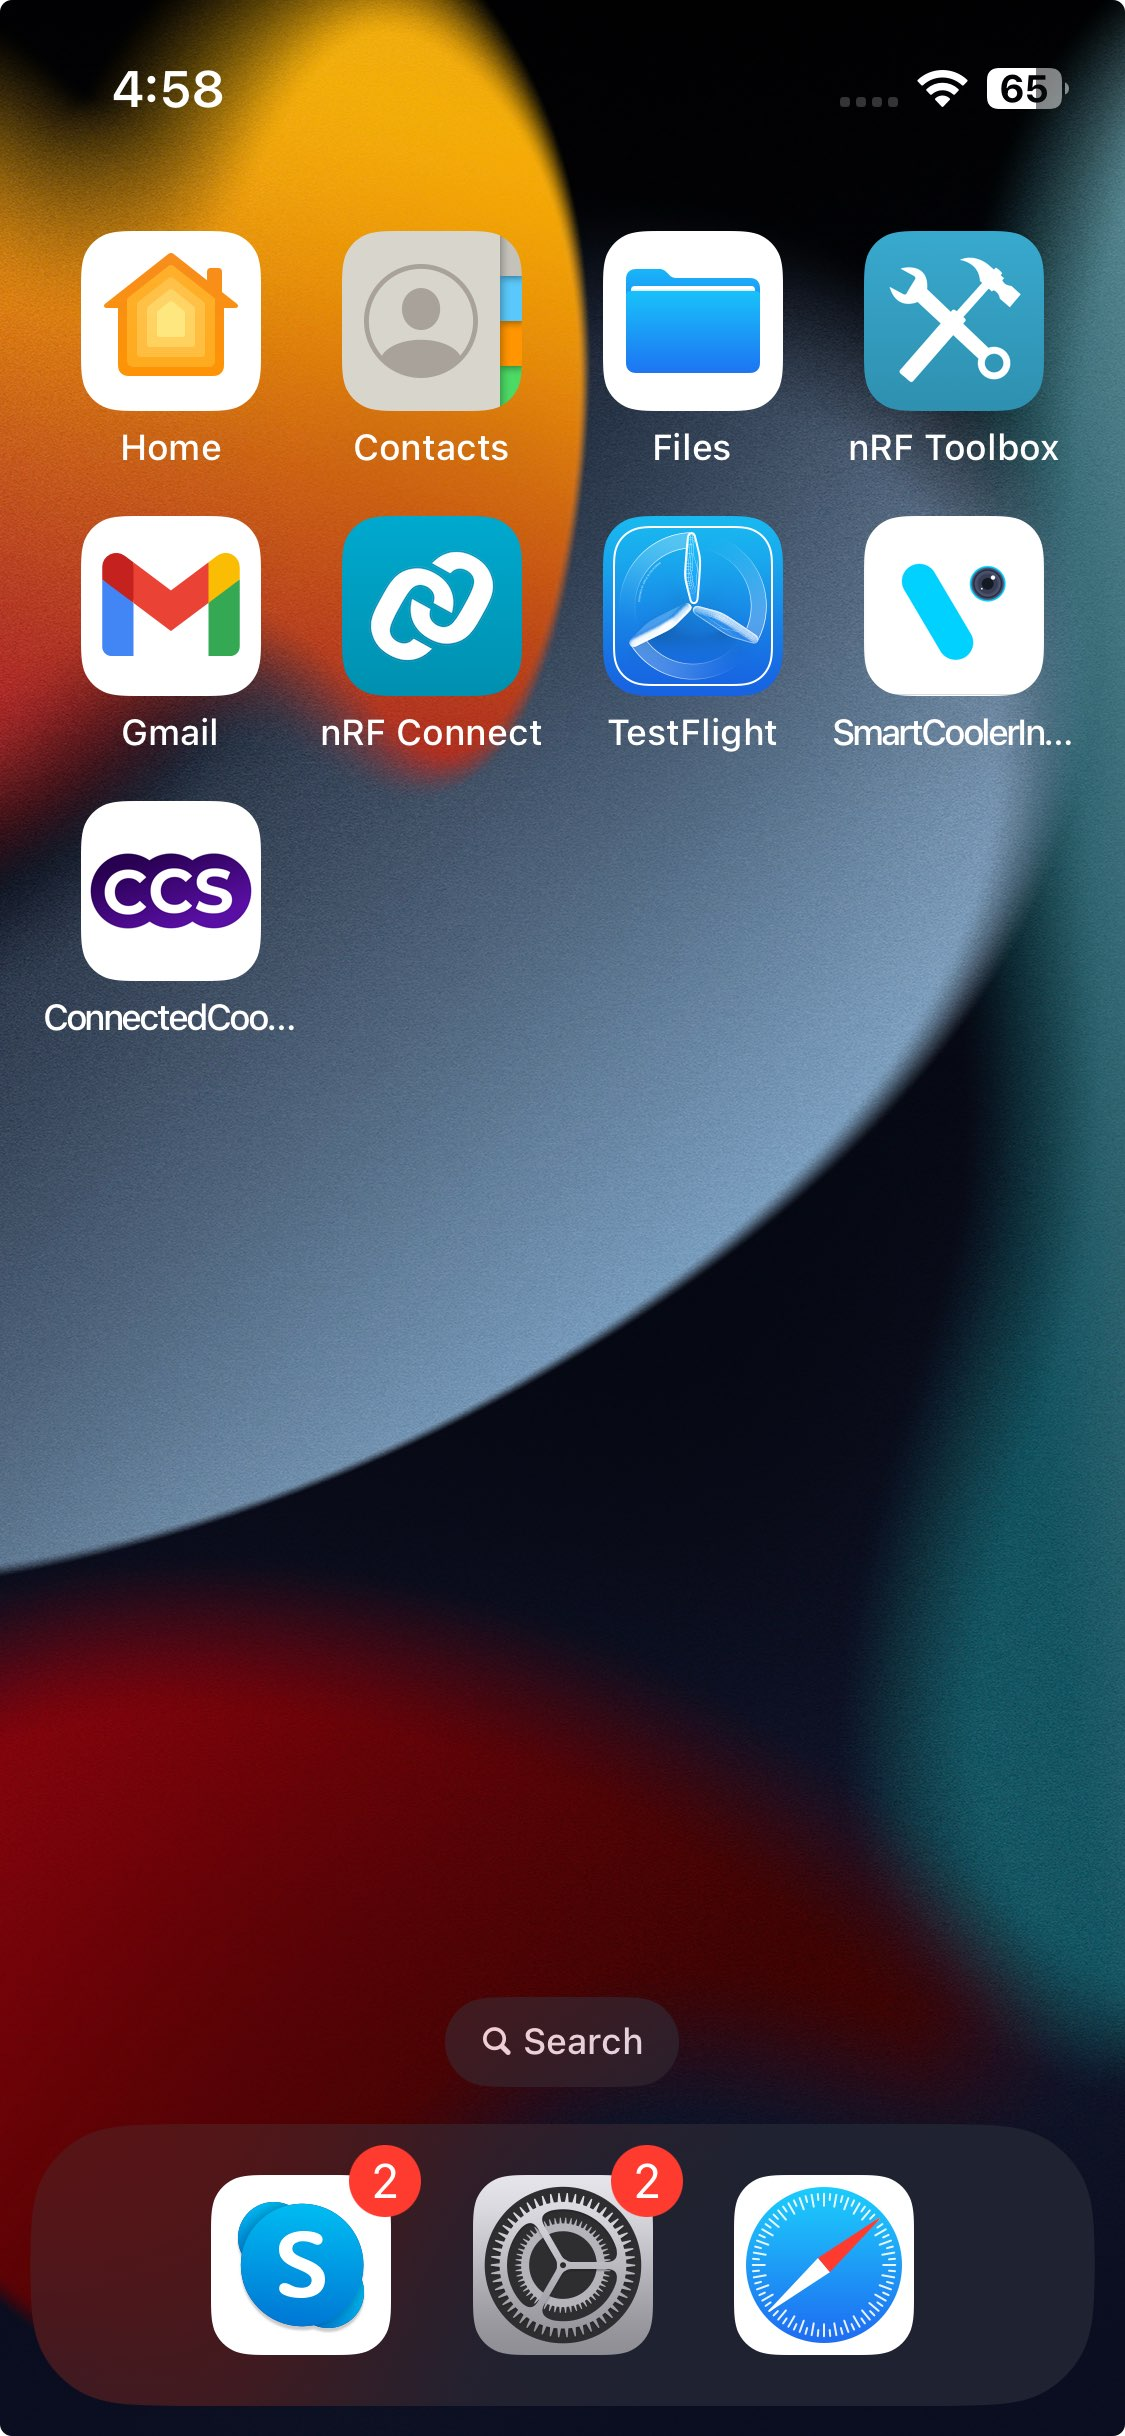 4:58
65
Home
Contacts
Files
nRF Toolbox
Gmail
nRF Connect
TestFlight
SmartCoolerIn...
CCS
ConnectedCoo...
Search
S
2
2